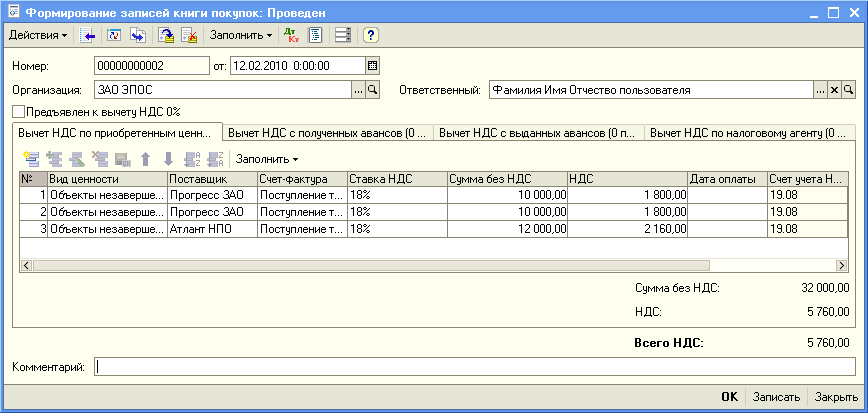 Формирование записей книги покупок: Проведен
Действия Заполнить Дт Кт ?
Номер: 00000000002 от: 12.02.2010 0:00:00
Организация: ЗАО ЭПОС ... Ответственный: Фамилия Имя Отчество пользователя ...
Предъявлен к вычету НДС 0%
Вычет НДС по приобретенным ценн... Вычет НДС с полученных авансов (0 ... Вычет НДС с выданных авансов (0 п... Вычет НДС по налоговому агенту (0 ...
Заполнить
№ Вид ценности Поставщик Счет-фактура Ставка НДС Сумма без НДС НДС Дата оплаты Счет учета Н...
1 Объекты незаверше... Прогресс ЗАО Поступление т... 18% 10 000,00 1 800,00 19.08
2 Объекты незаверше... Прогресс ЗАО Поступление т... 18% 10 000,00 1 800,00 19.08
3 Объекты незаверше... Атлант НПО Поступление т... 18% 12 000,00 2 160,00 19.08
Сумма без НДС: 32 000,00
НДС: 5 760,00
Всего НДС: 5 760,00
Комментарий:
OK Записать Закрыть